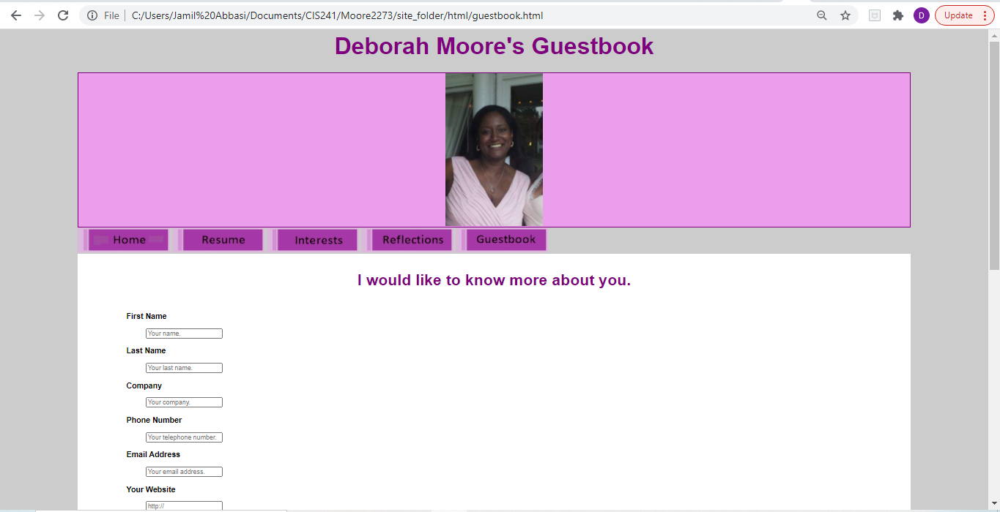 File | C:/Users/Jamil%20Abbasi/Documents/CIS241/Moore2273/site_folder/html/guestbook.html D Update
Deborah Moore's Guestbook
Home Resume Interests Reflections Guestbook
I would like to know more about you.
First Name
Your name.
Last Name
Your last name.
Company
Your company.
Phone Number
Your telephone number.
Email Address
Your email address.
Your Website
http://